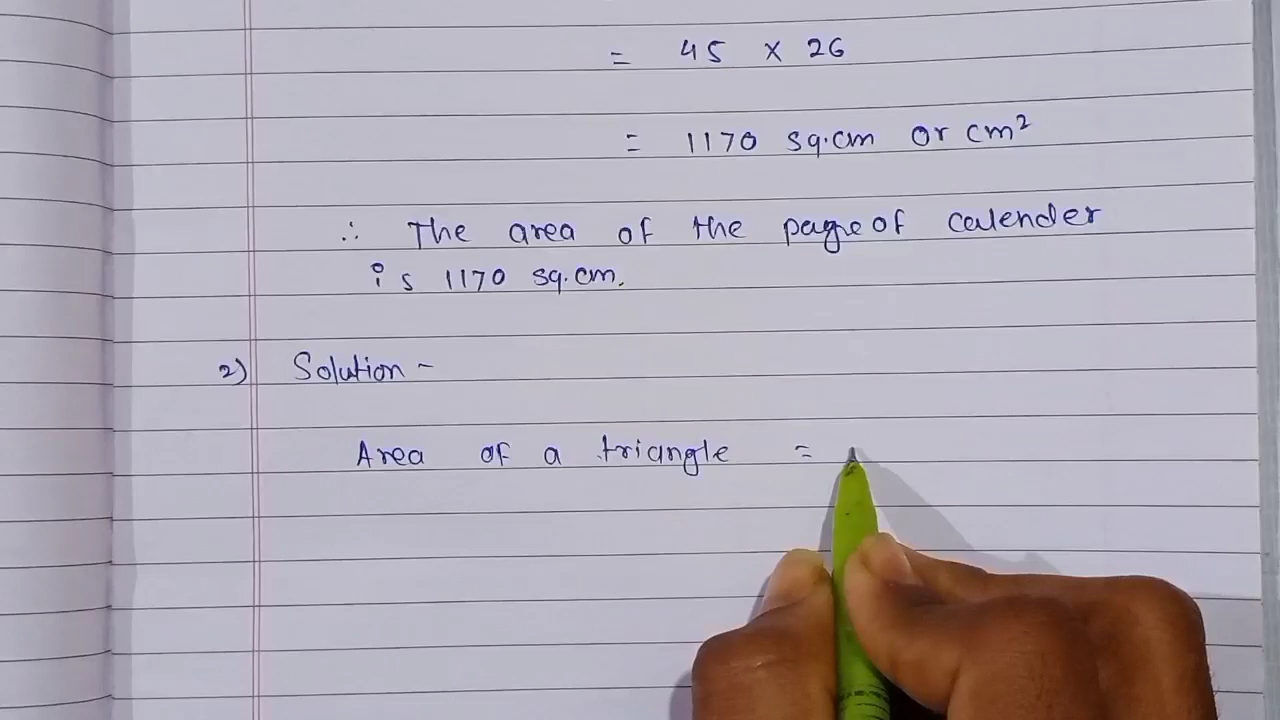 = 45 × 26
= 1170 sq.cm or cm²
∴ The area of the page of calender
is 1170 sq.cm.
2) Solution -
Area of a triangle =